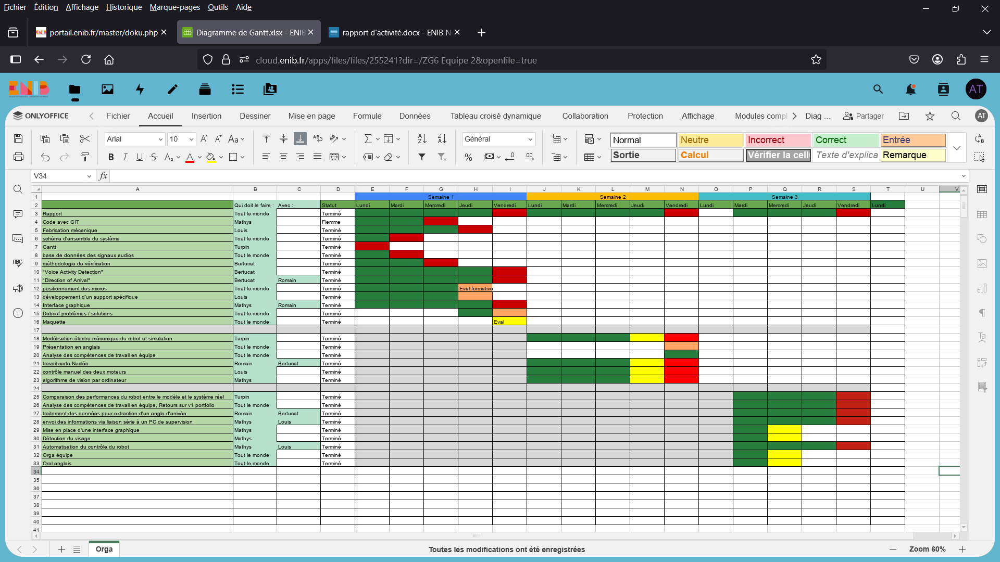 Fichier Édition Affichage Historique Marque-pages Outils Aide
portail.enib.fr/master/doku.php
Diagramme de Gantt.xlsx - ENIB
rapport d'activité.docx - ENIB N
cloud.enib.fr/apps/files/files/255241?dir=/ZG6 Equipe 2&openfile=true
ENIB
AT
ONLYOFFICE Fichier Accueil Insertion Dessiner Mise en page Formule Données Tableau croisé dynamique Collaboration Protection Affichage Modules compl Diag ... Partager AT
Arial 10 Général
Normal Neutre Incorrect Correct Entrée
Sortie Calcul Vérifier la cell Texte d'explica Remarque
V34 fx
A B C D E F G H I J K L M N O P Q R S T U V
1 Semaine 1 Semaine 2 Semaine 3
2 Qui doit le faire : Avec : Statut Lundi Mardi Mercredi Jeudi Vendredi Lundi Mardi Mercredi Jeudi Vendredi Lundi Mardi Mercredi Jeudi Vendredi Lundi
3 Rapport Tout le monde Terminé
4 Code avec GIT Mathys Flemme
5 Fabrication mécanique Louis Terminé
6 schéma d'ensemble du système Tout le monde Terminé
7 Gantt Turpin Terminé
8 base de données des signaux audios Tout le monde Terminé
9 méthodologie de vérification Bertucat Terminé
10 "Voice Activity Detection" Bertucat Terminé
11 "Direction of Arrival" Bertucat Romain Terminé
12 positionnement des micros Tout le monde Terminé Eval formative
13 développement d'un support spécifique Louis Terminé
14 Interface graphique Mathys Romain Terminé
15 Debrief problèmes / solutions Tout le monde Terminé
16 Maquette Tout le monde Terminé Eval
17
18 Modélisation électro mécanique du robot et simulation Turpin Terminé
19 Présentation en anglais Tout le monde Terminé
20 Analyse des compétences de travail en équipe Tout le monde Terminé
21 travail carte Nucléo Romain Bertucat Terminé
22 contrôle manuel des deux moteurs Louis Terminé
23 algorithme de vision par ordinateur Mathys Terminé
24
25 Comparaison des performances du robot entre le modèle et le système réel Turpin Terminé
26 Analyse des compétences de travail en équipe, Retours sur v1 portfolio Tout le monde Terminé
27 traitement des données pour extraction d'un angle d'arrivée Romain Bertucat Terminé
28 envoi des informations via liaison série à un PC de supervision Mathys Louis Terminé
29 Mise en place d'une interface graphique Mathys Terminé
30 Détection du visage Mathys Terminé
31 Automatisation du contrôle du robot Mathys Louis Terminé
32 Orga équipe Tout le monde Terminé
33 Oral anglais Tout le monde Terminé
34
35
36
37
38
39
40
41
Orga Toutes les modifications ont été enregistrées Zoom 60%